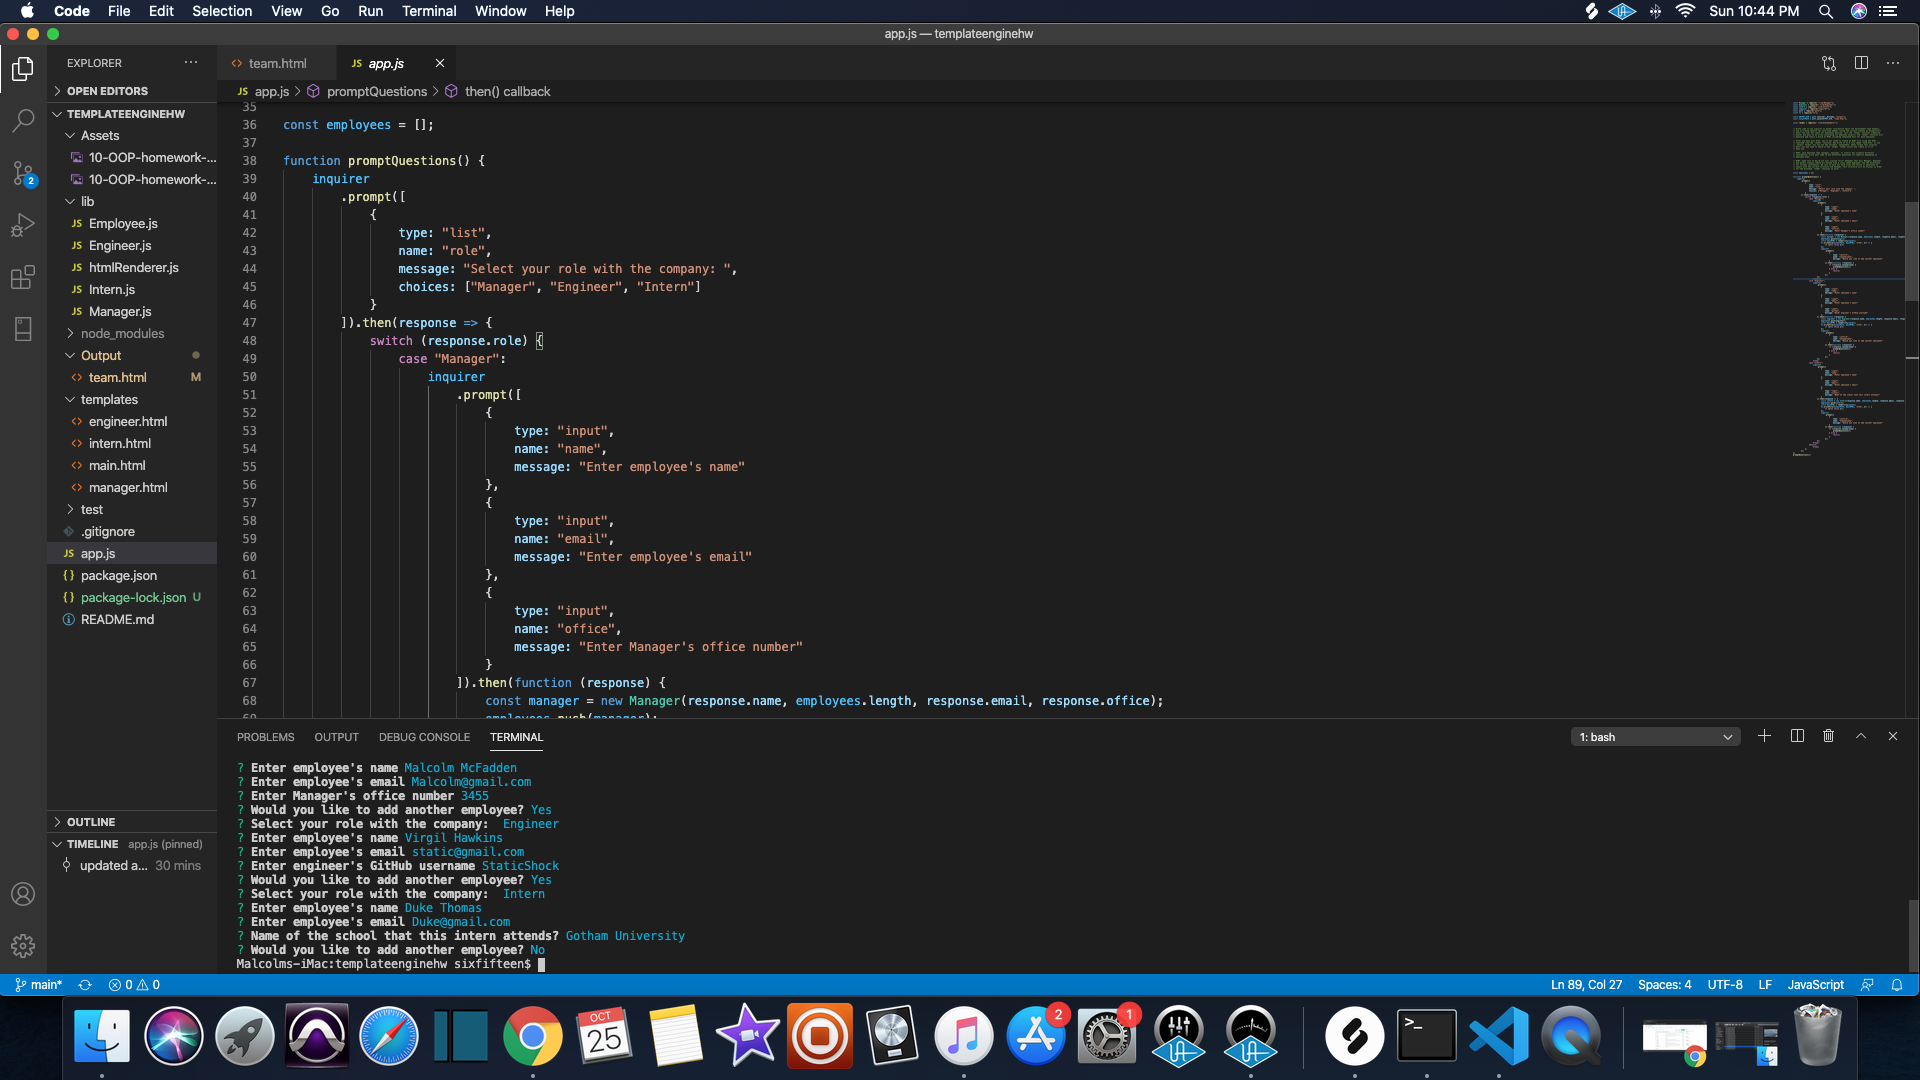 Code File Edit Selection View Go Run Terminal Window Help
Sun 10:44 PM
app.js — templateenginehw
EXPLORER
OPEN EDITORS
TEMPLATEENGINEHW
Assets
10-OOP-homework-...
10-OOP-homework-...
lib
JS Employee.js
JS Engineer.js
JS htmlRenderer.js
JS Intern.js
JS Manager.js
node_modules
Output
<> team.html M
templates
<> engineer.html
<> intern.html
<> main.html
<> manager.html
test
.gitignore
JS app.js
{} package.json
{} package-lock.json U
README.md
OUTLINE
TIMELINE app.js (pinned)
updated a... 30 mins
2
<> team.html JS app.js
JS app.js > promptQuestions > then() callback
35
36 const employees = [];
37
38 function promptQuestions() {
39 inquirer
40 .prompt([
41 {
42 type: "list",
43 name: "role",
44 message: "Select your role with the company: ",
45 choices: ["Manager", "Engineer", "Intern"]
46 }
47 ]).then(response => {
48 switch (response.role) {
49 case "Manager":
50 inquirer
51 .prompt([
52 {
53 type: "input",
54 name: "name",
55 message: "Enter employee's name"
56 },
57 {
58 type: "input",
59 name: "email",
60 message: "Enter employee's email"
61 },
62 {
63 type: "input",
64 name: "office",
65 message: "Enter Manager's office number"
66 }
67 ]).then(function (response) {
68 const manager = new Manager(response.name, employees.length, response.email, response.office);
69 employees.push(manager);
PROBLEMS OUTPUT DEBUG CONSOLE TERMINAL
1: bash
? Enter employee's name Malcolm McFadden
? Enter employee's email Malcolm@gmail.com
? Enter Manager's office number 3455
? Would you like to add another employee? Yes
? Select your role with the company:  Engineer
? Enter employee's name Virgil Hawkins
? Enter employee's email static@gmail.com
? Enter engineer's GitHub username StaticShock
? Would you like to add another employee? Yes
? Select your role with the company:  Intern
? Enter employee's name Duke Thomas
? Enter employee's email Duke@gmail.com
? Name of the school that this intern attends? Gotham University
? Would you like to add another employee? No
Malcolms-iMac:templateenginehw sixfifteen$
main* 0 0
Ln 89, Col 27 Spaces: 4 UTF-8 LF JavaScript
OCT
25
2
1
>_